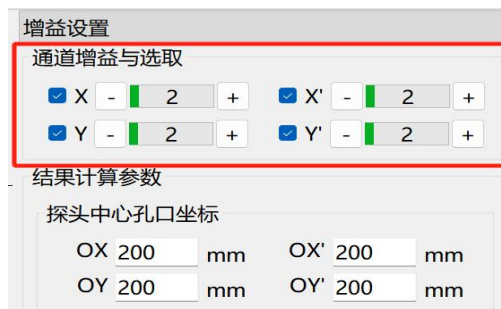 增益设置
通道增益与选取
X - 2 + X' - 2 +
Y - 2 + Y' - 2 +
结果计算参数
探头中心孔口坐标
OX 200 mm OX' 200 mm
OY 200 mm OY' 200 mm